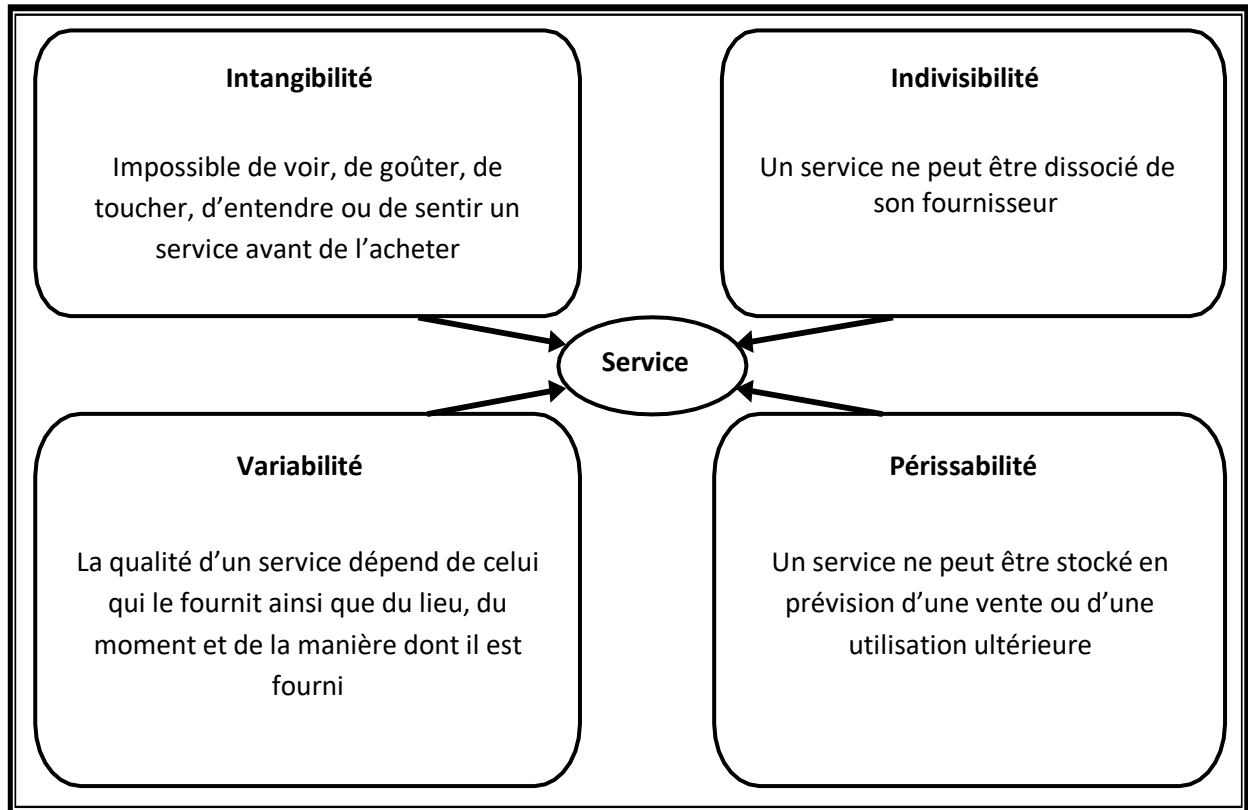 Intangibilité
Impossible de voir, de goûter, de
toucher, d’entendre ou de sentir un
service avant de l’acheter
Indivisibilité
Un service ne peut être dissocié de
son fournisseur
Service
Variabilité
La qualité d’un service dépend de celui
qui le fournit ainsi que du lieu, du
moment et de la manière dont il est
fourni
Périssabilité
Un service ne peut être stocké en
prévision d’une vente ou d’une
utilisation ultérieure